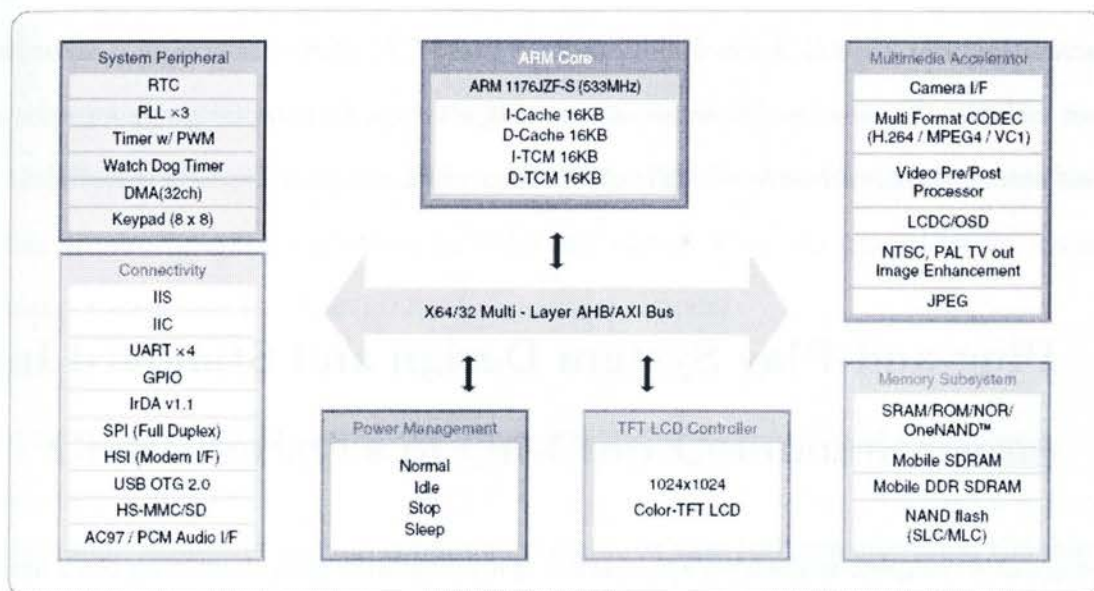 System Peripheral
RTC
PLL ×3
Timer w/ PWM
Watch Dog Timer
DMA(32ch)
Keypad (8 x 8)
Connectivity
IIS
IIC
UART ×4
GPIO
IrDA v1.1
SPI (Full Duplex)
HSI (Modem I/F)
USB OTG 2.0
HS-MMC/SD
AC97 / PCM Audio I/F
ARM Core
ARM 1176JZF-S (533MHz)
I-Cache 16KB
D-Cache 16KB
I-TCM 16KB
D-TCM 16KB
X64/32 Multi - Layer AHB/AXI Bus
Power Management
Normal
Idle
Stop
Sleep
TFT LCD Controller
1024x1024
Color-TFT LCD
Multimedia Accelerator
Camera I/F
Multi Format CODEC
(H.264 / MPEG4 / VC1)
Video Pre/Post
Processor
LCDC/OSD
NTSC, PAL TV out
Image Enhancement
JPEG
Memory Subsystem
SRAM/ROM/NOR/
OneNAND™
Mobile SDRAM
Mobile DDR SDRAM
NAND flash
(SLC/MLC)